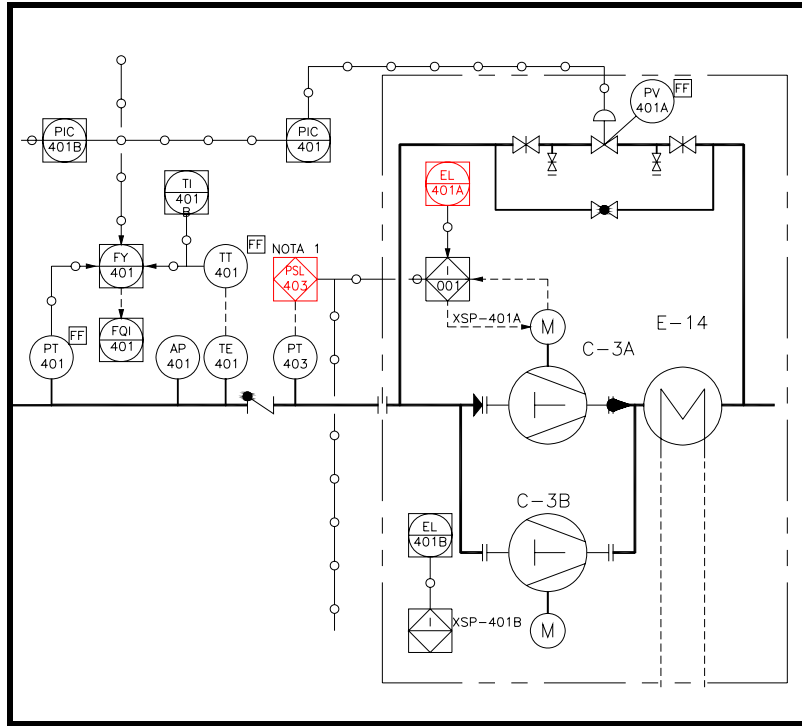 PIC
401B
PIC
401
PV
401A
FF
EL
401A
TI
401
B
FY
401
TT
401
FF
NOTA 1
PSL
403
I
001
XSP-401A
M
E-14
C-3A
FQI
401
PT
401
FF
AP
401
TE
401
PT
403
C-3B
EL
401B
I
XSP-401B
M